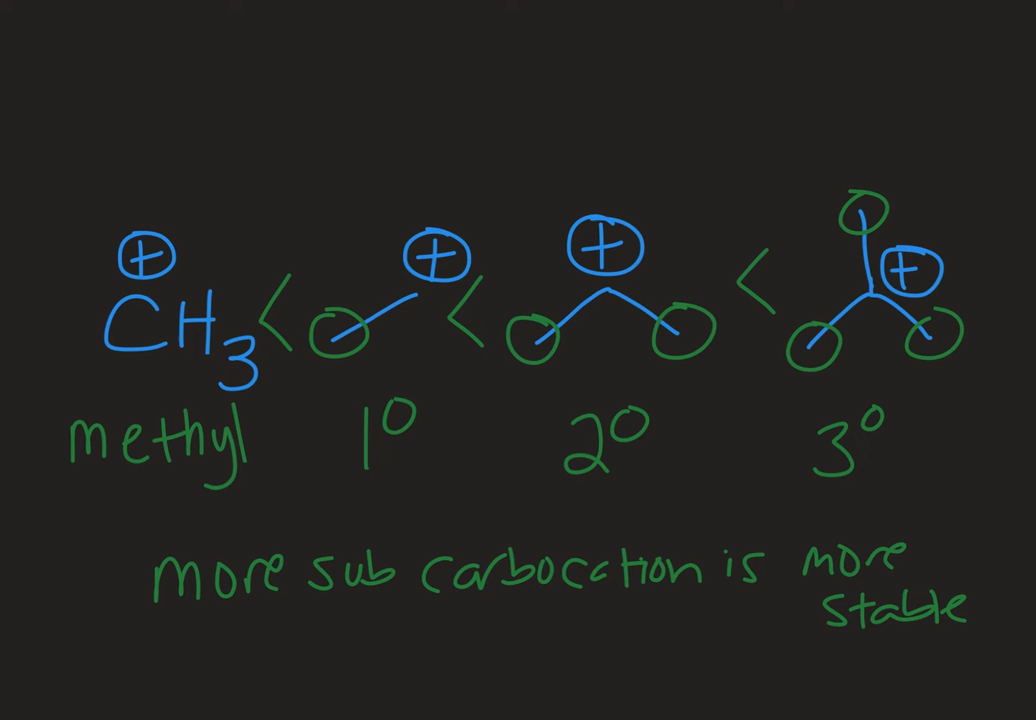 ⊕ ⊕ ⊕ ⊕
CH3 < < <
methyl 1° 2° 3°
more sub carbocation is more
stable